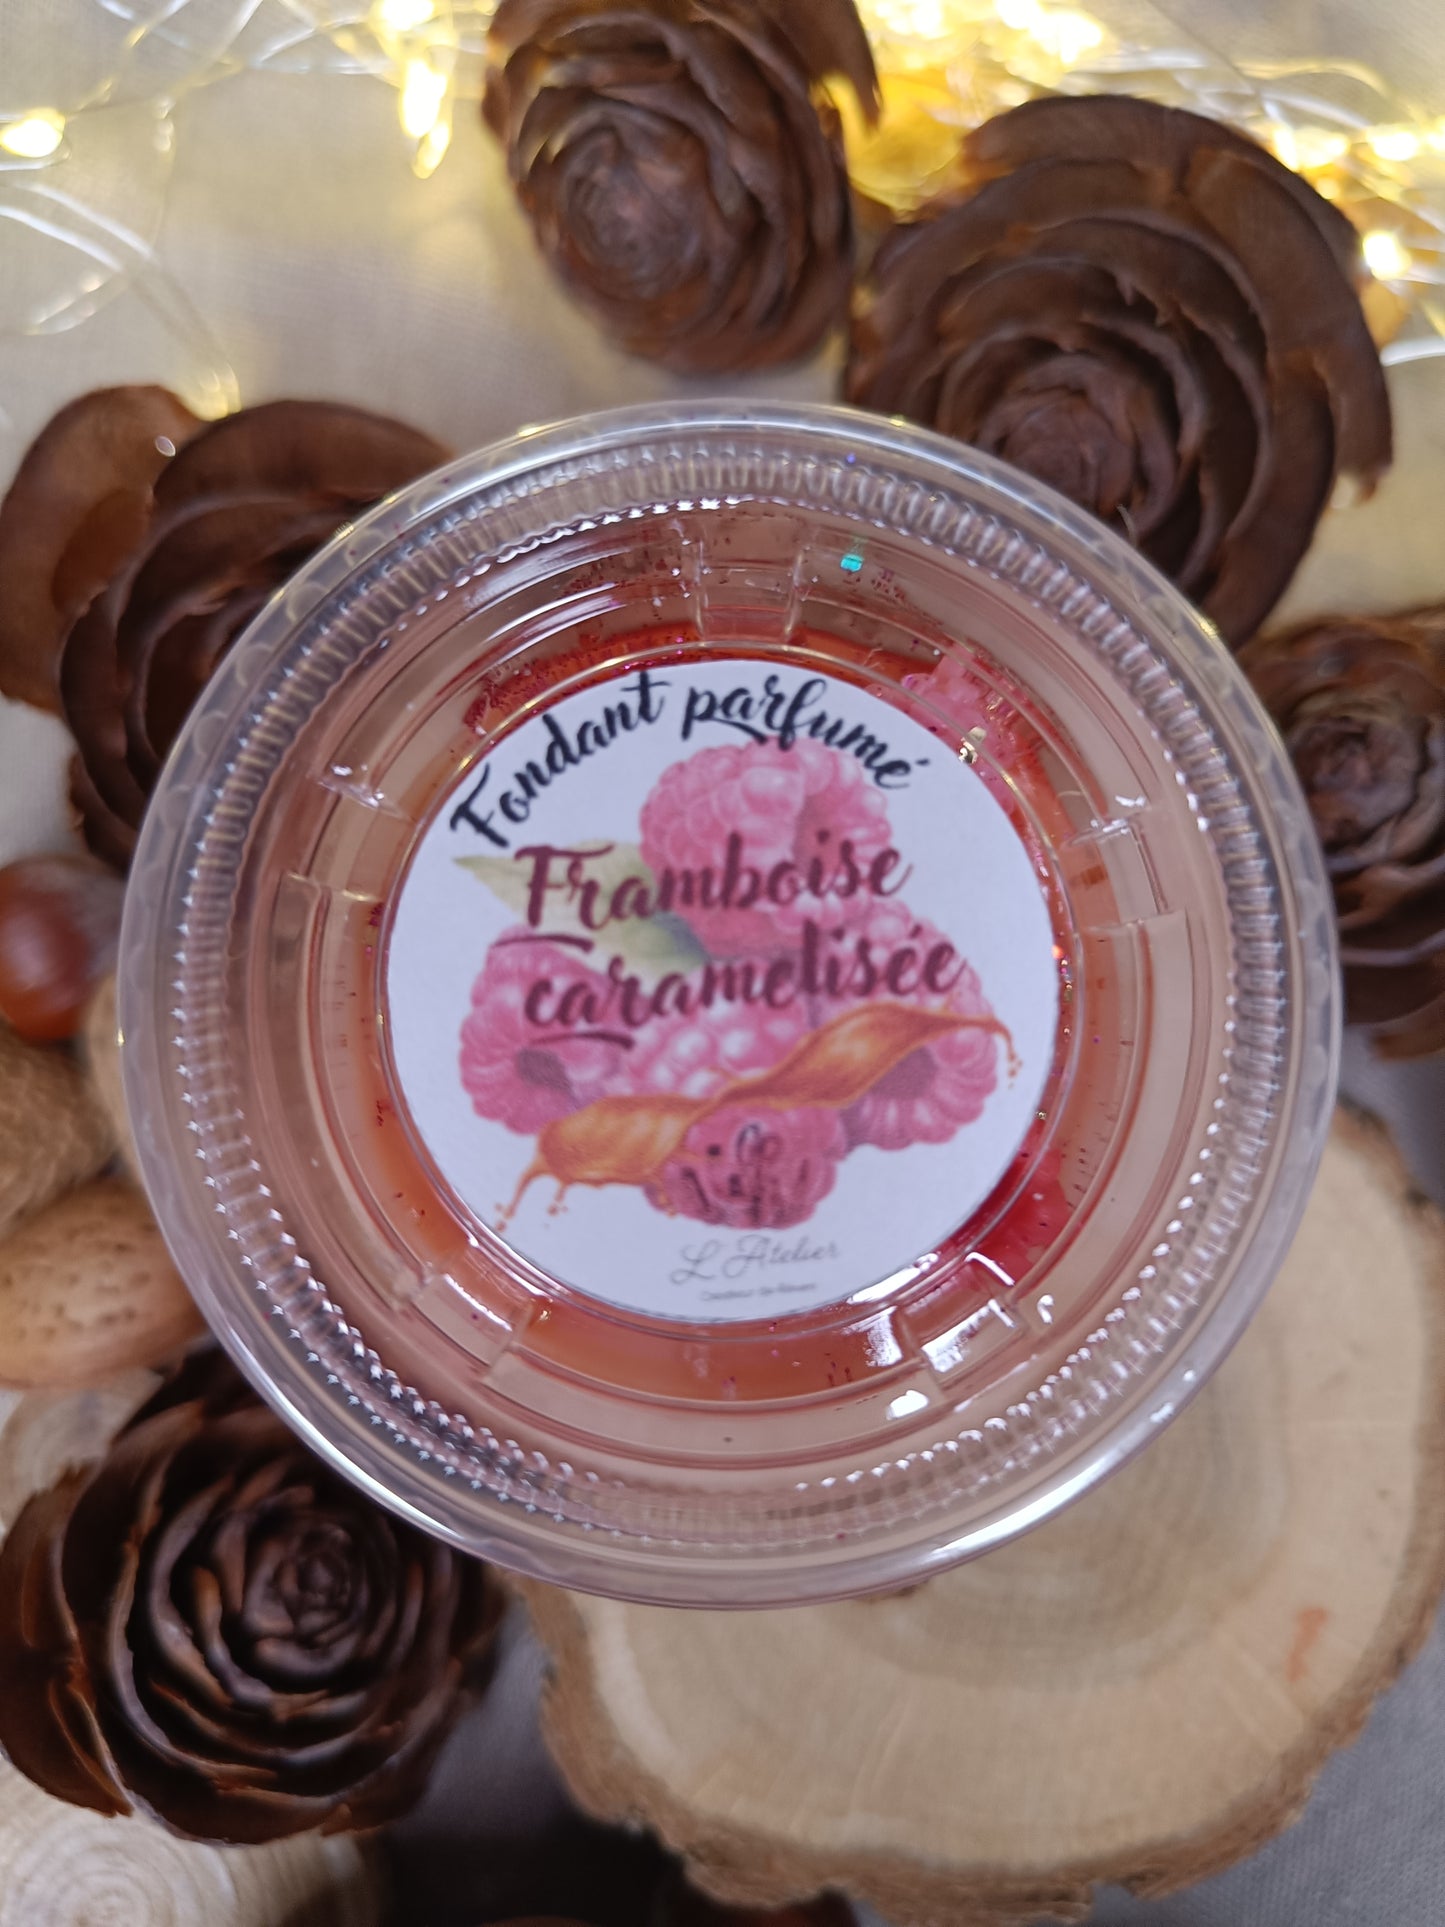 Fondant parfumé
Framboise
caramelisée
L'Atelier